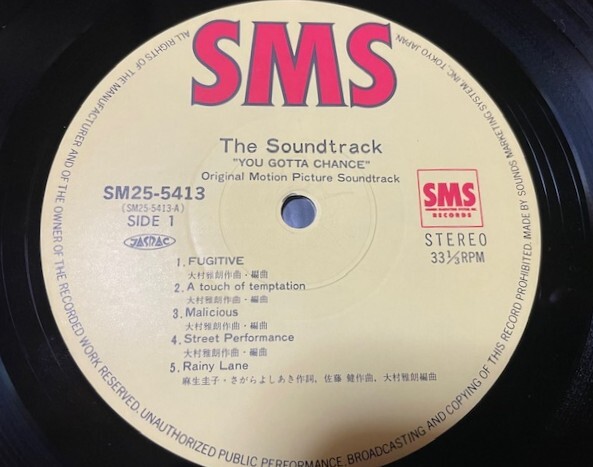 SMS
The Soundtrack
"YOU GOTTA CHANCE"
Original Motion Picture Soundtrack
SM25-5413
(SM25-5413-A)
SIDE 1
JASRAC
SMS
RECORDS
STEREO
33⅓RPM
1. FUGITIVE
大村雅朗作曲・編曲
2. A touch of temptation
大村雅朗作曲・編曲
3. Malicious
大村雅朗作曲・編曲
4. Street Performance
大村雅朗作曲・編曲
5. Rainy Lane
麻生圭子・さがらよしあき作詞、佐藤 健作曲、大村雅朗編曲
ALL RIGHTS OF THE MANUFACTURER AND OF THE OWNER OF THE RECORDED WORK RESERVED. UNAUTHORIZED PUBLIC PERFORMANCE, BROADCASTING AND COPYING OF THIS RECORD PROHIBITED. MADE BY SOUNDS MARKETING SYSTEM, INC., TOKYO JAPAN